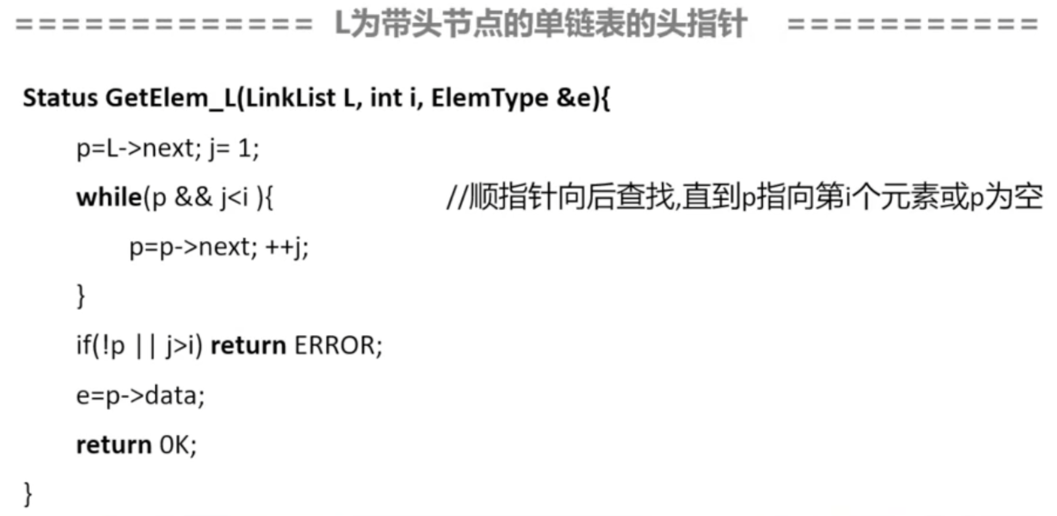 ============= L为带头节点的单链表的头指针 ===========
Status GetElem_L(LinkList L, int i, ElemType &e){
p=L->next; j= 1;
while(p && j<i ){ //顺指针向后查找,直到p指向第i个元素或p为空
p=p->next; ++j;
}
if(!p || j>i) return ERROR;
e=p->data;
return OK;
}